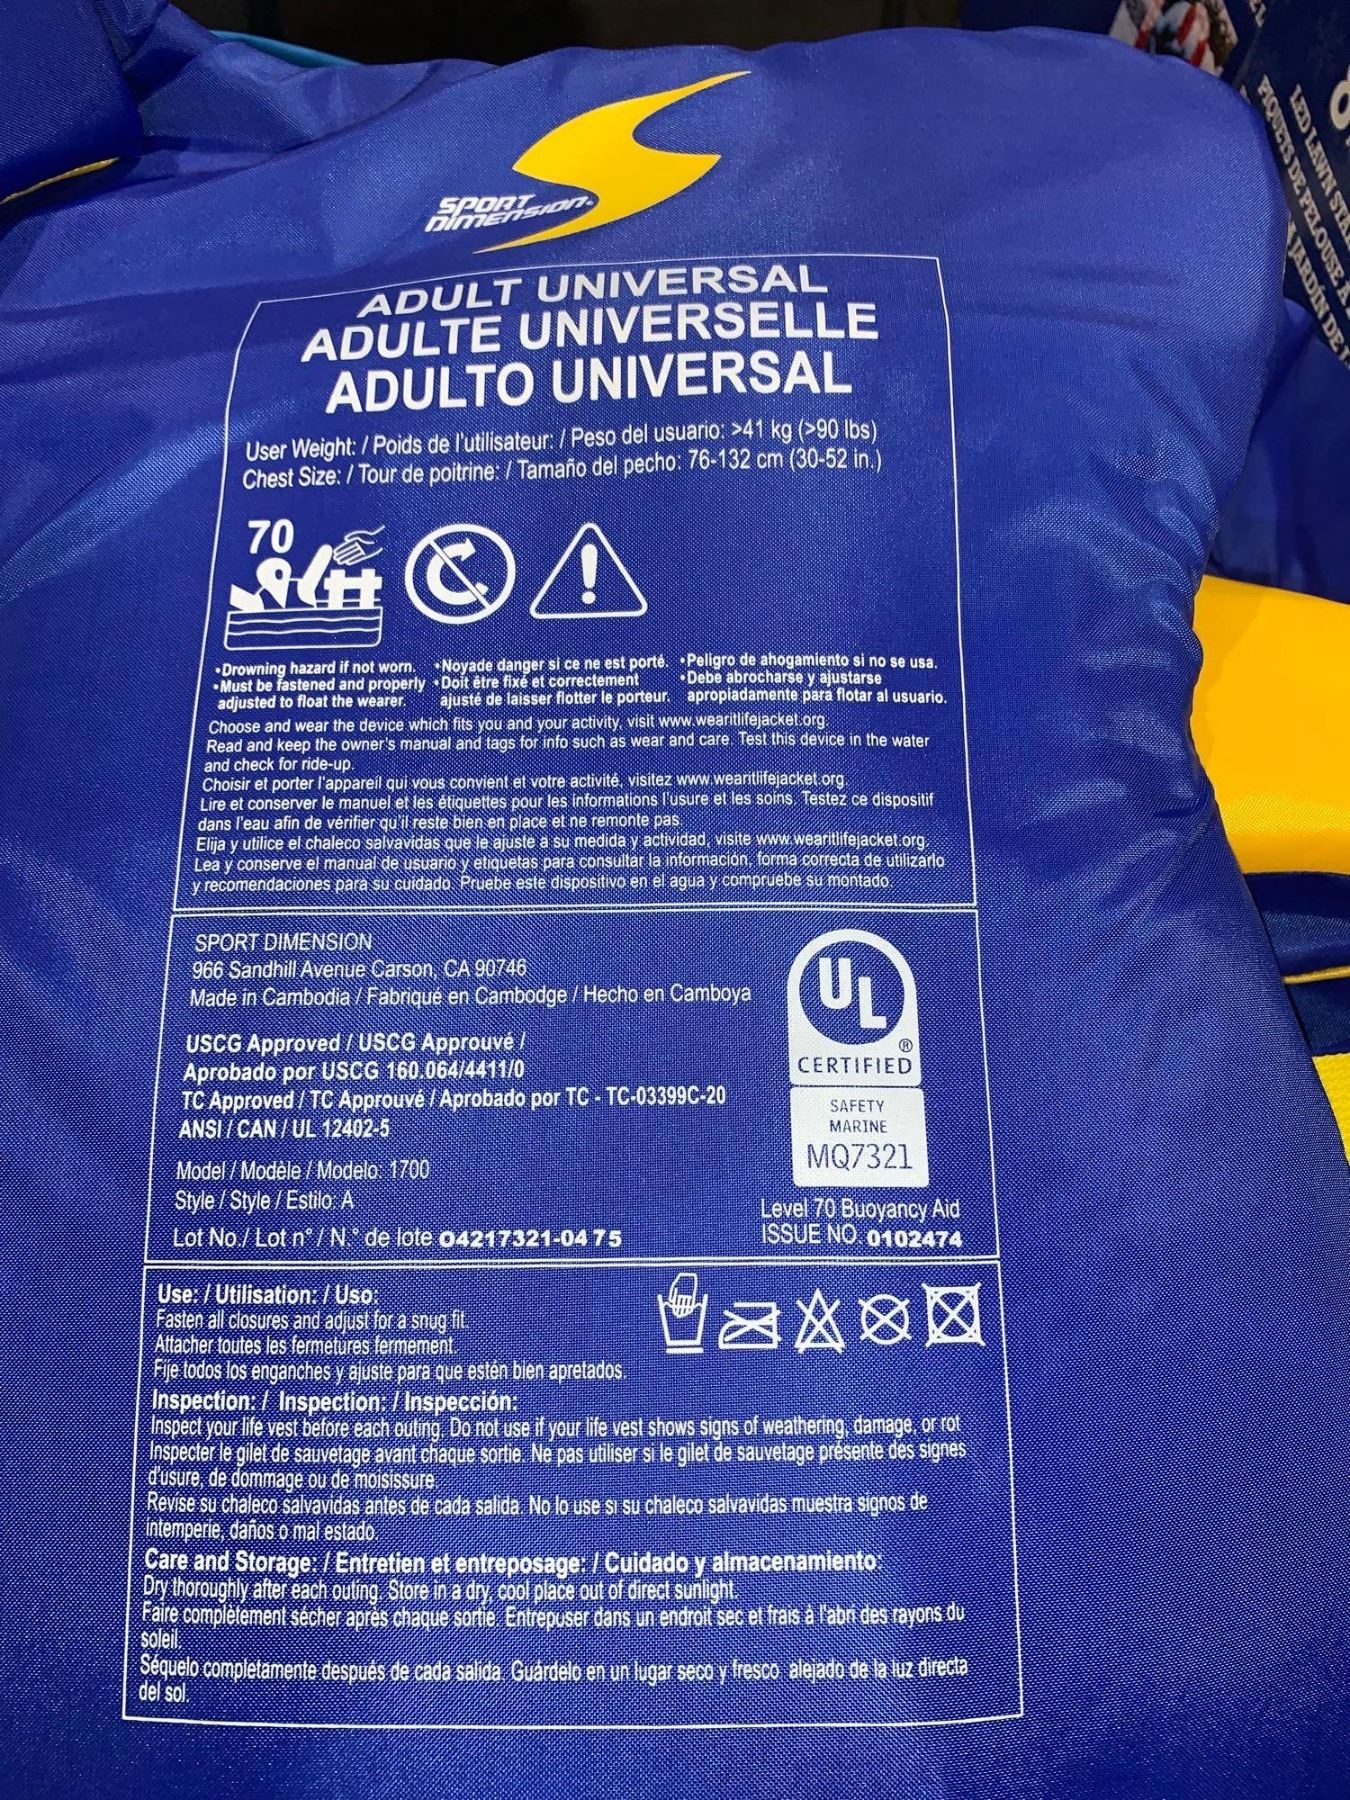 SPORT
DIMENSION
ADULT UNIVERSAL
ADULTE UNIVERSELLE
ADULTO UNIVERSAL
User Weight: / Poids de l'utilisateur: / Peso del usuario: >41 kg (>90 lbs)
Chest Size: / Tour de poitrine: / Tamaño del pecho: 76-132 cm (30-52 in.)
70
•Drowning hazard if not worn.
•Must be fastened and properly
adjusted to float the wearer.
•Noyade danger si ce ne est porté.
•Doit être fixé et correctement
ajusté de laisser flotter le porteur.
•Peligro de ahogamiento si no se usa.
•Debe abrocharse y ajustarse
apropiadamente para flotar al usuario.
Choose and wear the device which fits you and your activity, visit www.wearitlifejacket.org.
Read and keep the owner's manual and tags for info such as wear and care. Test this device in the water
and check for ride-up.
Choisir et porter l'appareil qui vous convient et votre activité, visitez www.wearitlifejacket.org.
Lire et conserver le manuel et les étiquettes pour les informations l'usure et les soins. Testez ce dispositif
dans l'eau afin de vérifier qu'il reste bien en place et ne remonte pas.
Elija y utilice el chaleco salvavidas que le ajuste a su medida y actividad, visite www.wearitlifejacket.org.
Lea y conserve el manual de usuario y etiquetas para consultar la información, forma correcta de utilizarlo
y recomendaciones para su cuidado. Pruebe este dispositivo en el agua y compruebe su montado.
SPORT DIMENSION
966 Sandhill Avenue Carson, CA 90746
Made in Cambodia / Fabriqué en Cambodge / Hecho en Camboya
USCG Approved / USCG Approuvé /
Aprobado por USCG 160.064/4411/0
TC Approved / TC Approuvé / Aprobado por TC - TC-03399C-20
ANSI / CAN / UL 12402-5
Model / Modèle / Modelo: 1700
Style / Style / Estilo: A
Lot No./ Lot n° / N.° de lote 04217321-0475
UL
®
CERTIFIED
SAFETY
MARINE
MQ7321
Level 70 Buoyancy Aid
ISSUE NO. 0102474
Use: / Utilisation: / Uso:
Fasten all closures and adjust for a snug fit.
Attacher toutes les fermetures fermement.
Fije todos los enganches y ajuste para que estén bien apretados.
Inspection: / Inspection: / Inspección:
Inspect your life vest before each outing. Do not use if your life vest shows signs of weathering, damage, or rot
Inspecter le gilet de sauvetage avant chaque sortie. Ne pas utiliser si le gilet de sauvetage présente des signes
d'usure, de dommage ou de moisissure.
Revise su chaleco salvavidas antes de cada salida. No lo use si su chaleco salvavidas muestra signos de
intemperie, daños o mal estado.
Care and Storage: / Entretien et entreposage: / Cuidado y almacenamiento:
Dry thoroughly after each outing. Store in a dry, cool place out of direct sunlight.
Faire complètement sécher après chaque sortie. Entreposer dans un endroit sec et frais à l'abri des rayons du
soleil.
Séquelo completamente después de cada salida. Guárdelo en un lugar seco y fresco alejado de la luz directa
del sol.
LED LAWN
PIQUETS DE PELOUSE
JARDIN DE